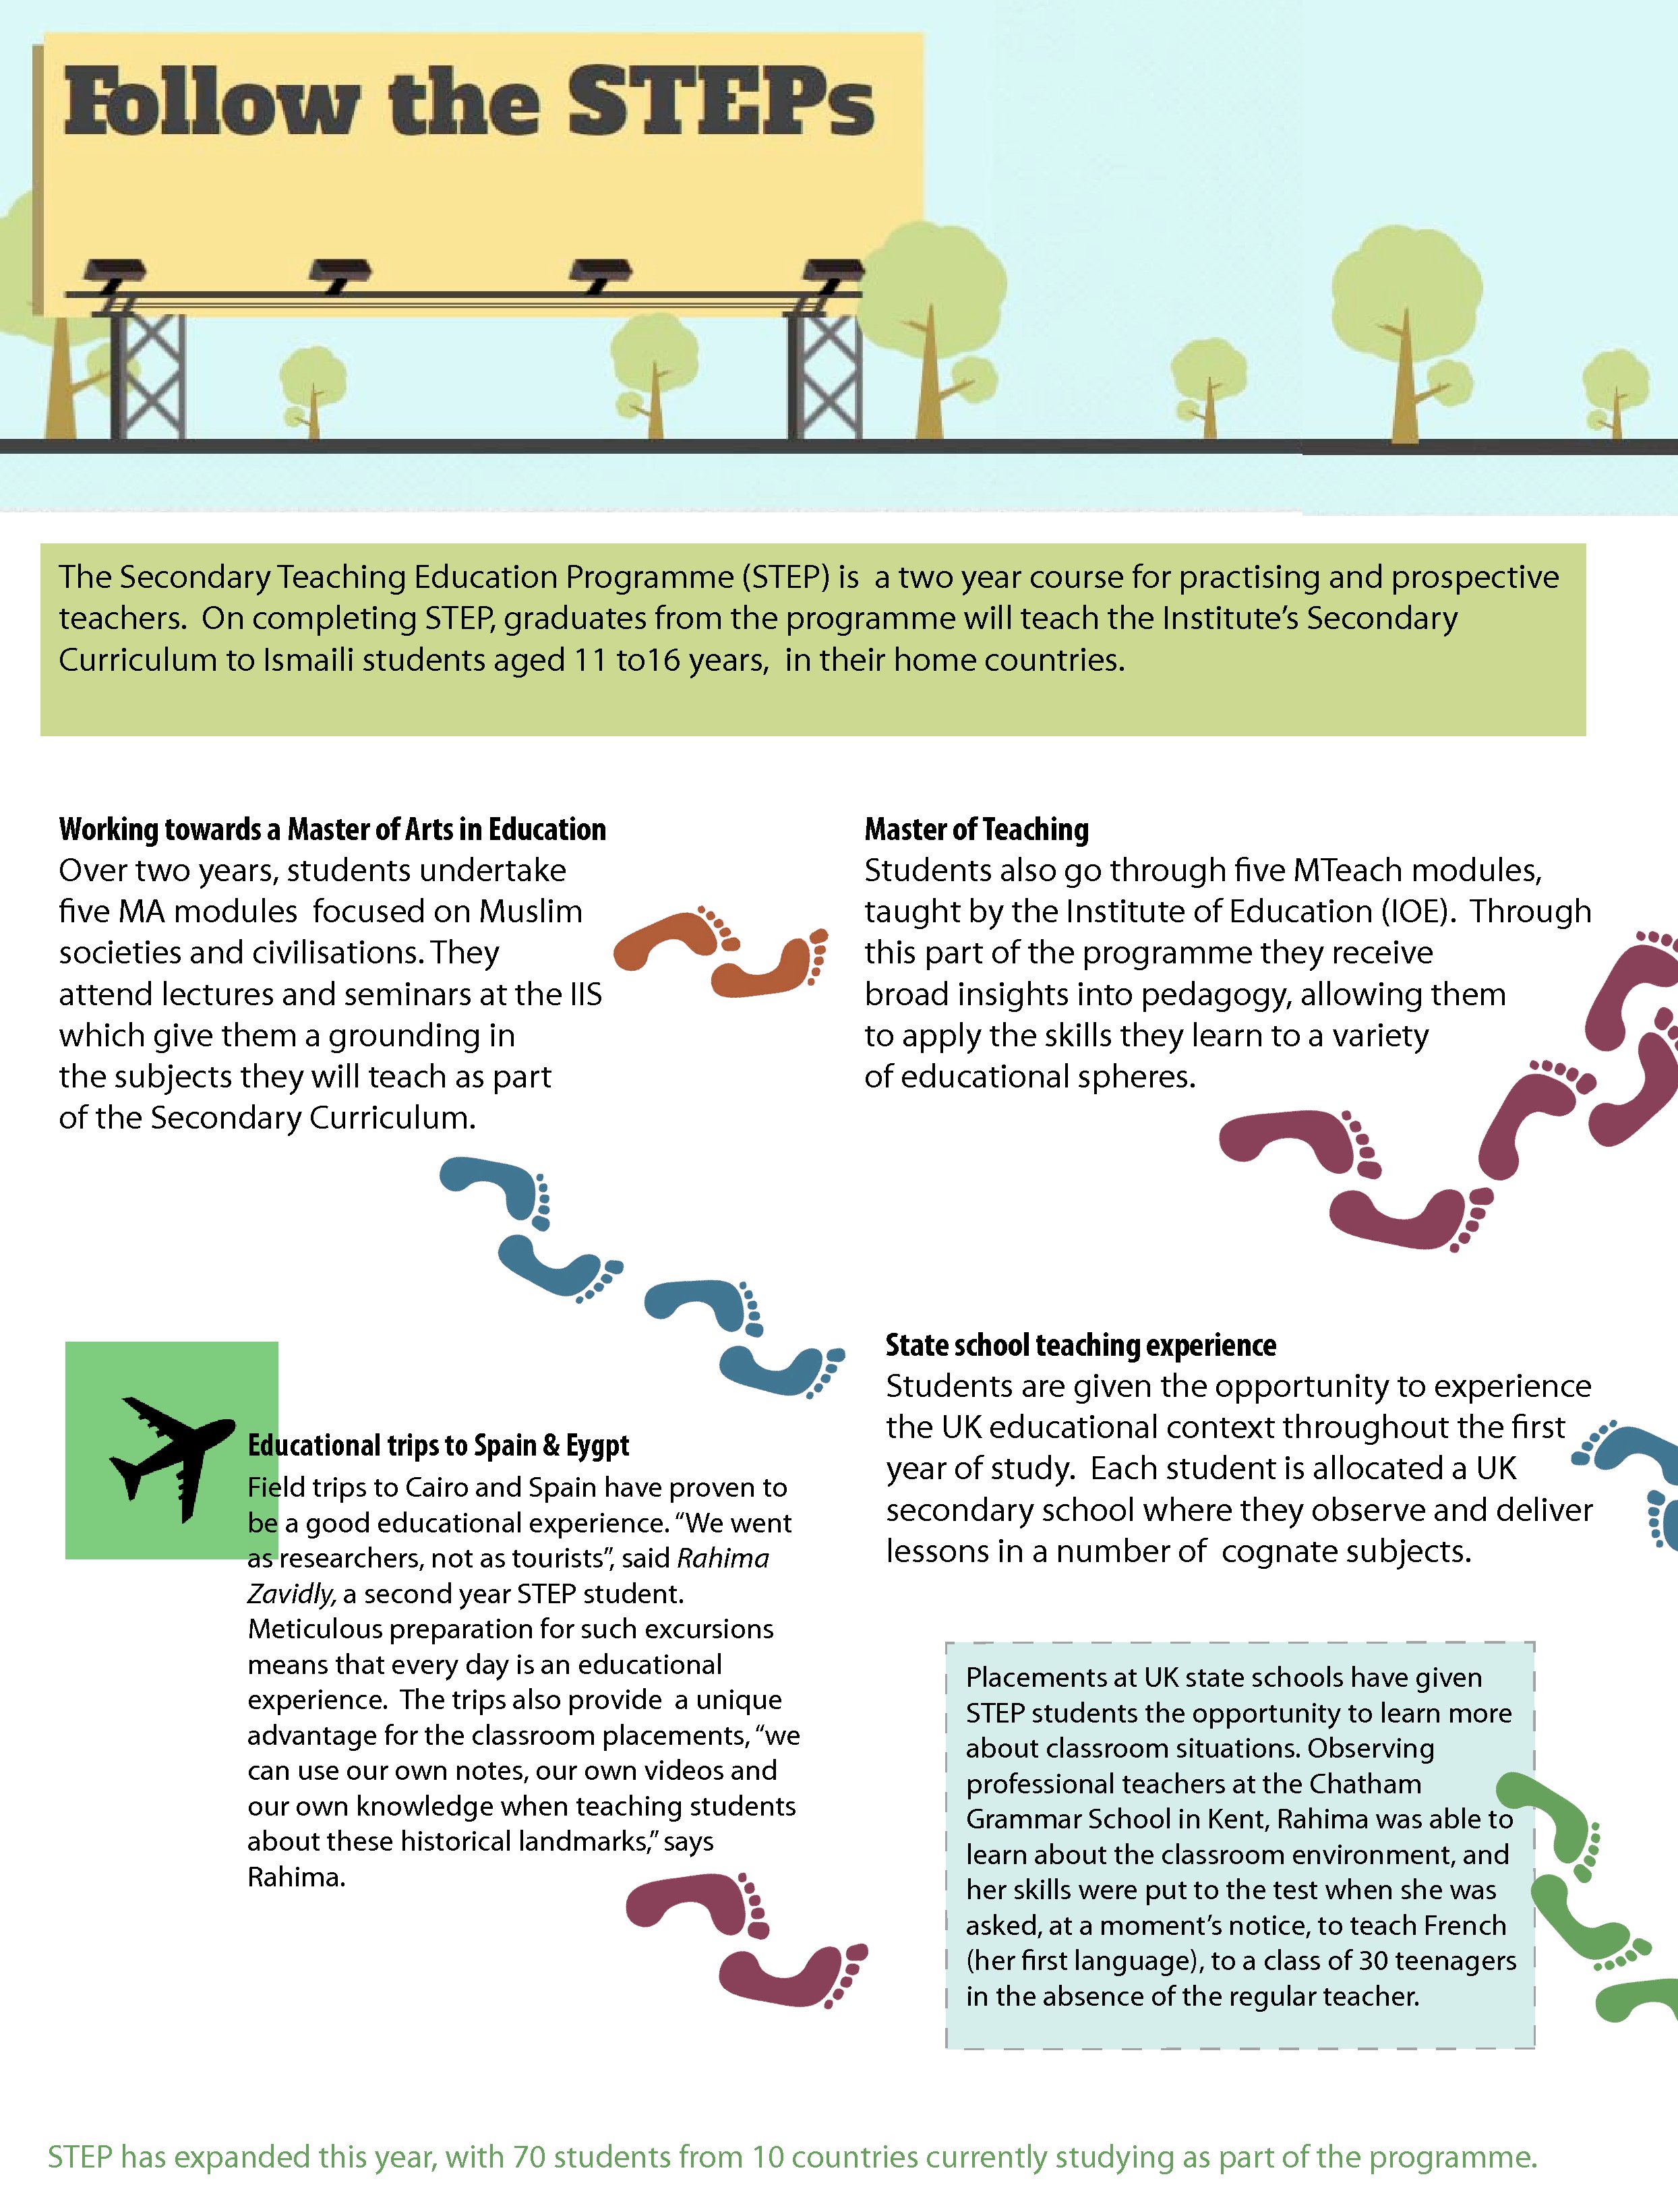 Follow the STEPs
The Secondary Teaching Education Programme (STEP) is a two year course for practising and prospective
teachers. On completing STEP, graduates from the programme will teach the Institute’s Secondary
Curriculum to Ismaili students aged 11 to16 years, in their home countries.
Working towards a Master of Arts in Education
Over two years, students undertake
five MA modules focused on Muslim
societies and civilisations. They
attend lectures and seminars at the IIS
which give them a grounding in
the subjects they will teach as part
of the Secondary Curriculum.
Master of Teaching
Students also go through five MTeach modules,
taught by the Institute of Education (IOE). Through
this part of the programme they receive
broad insights into pedagogy, allowing them
to apply the skills they learn to a variety
of educational spheres.
Educational trips to Spain & Eygpt
Field trips to Cairo and Spain have proven to
be a good educational experience. “We went
as researchers, not as tourists”, said Rahima
Zavidly, a second year STEP student.
Meticulous preparation for such excursions
means that every day is an educational
experience. The trips also provide a unique
advantage for the classroom placements, “we
can use our own notes, our own videos and
our own knowledge when teaching students
about these historical landmarks,” says
Rahima.
State school teaching experience
Students are given the opportunity to experience
the UK educational context throughout the first
year of study. Each student is allocated a UK
secondary school where they observe and deliver
lessons in a number of cognate subjects.
Placements at UK state schools have given
STEP students the opportunity to learn more
about classroom situations. Observing
professional teachers at the Chatham
Grammar School in Kent, Rahima was able to
learn about the classroom environment, and
her skills were put to the test when she was
asked, at a moment’s notice, to teach French
(her first language), to a class of 30 teenagers
in the absence of the regular teacher.
STEP has expanded this year, with 70 students from 10 countries currently studying as part of the programme.